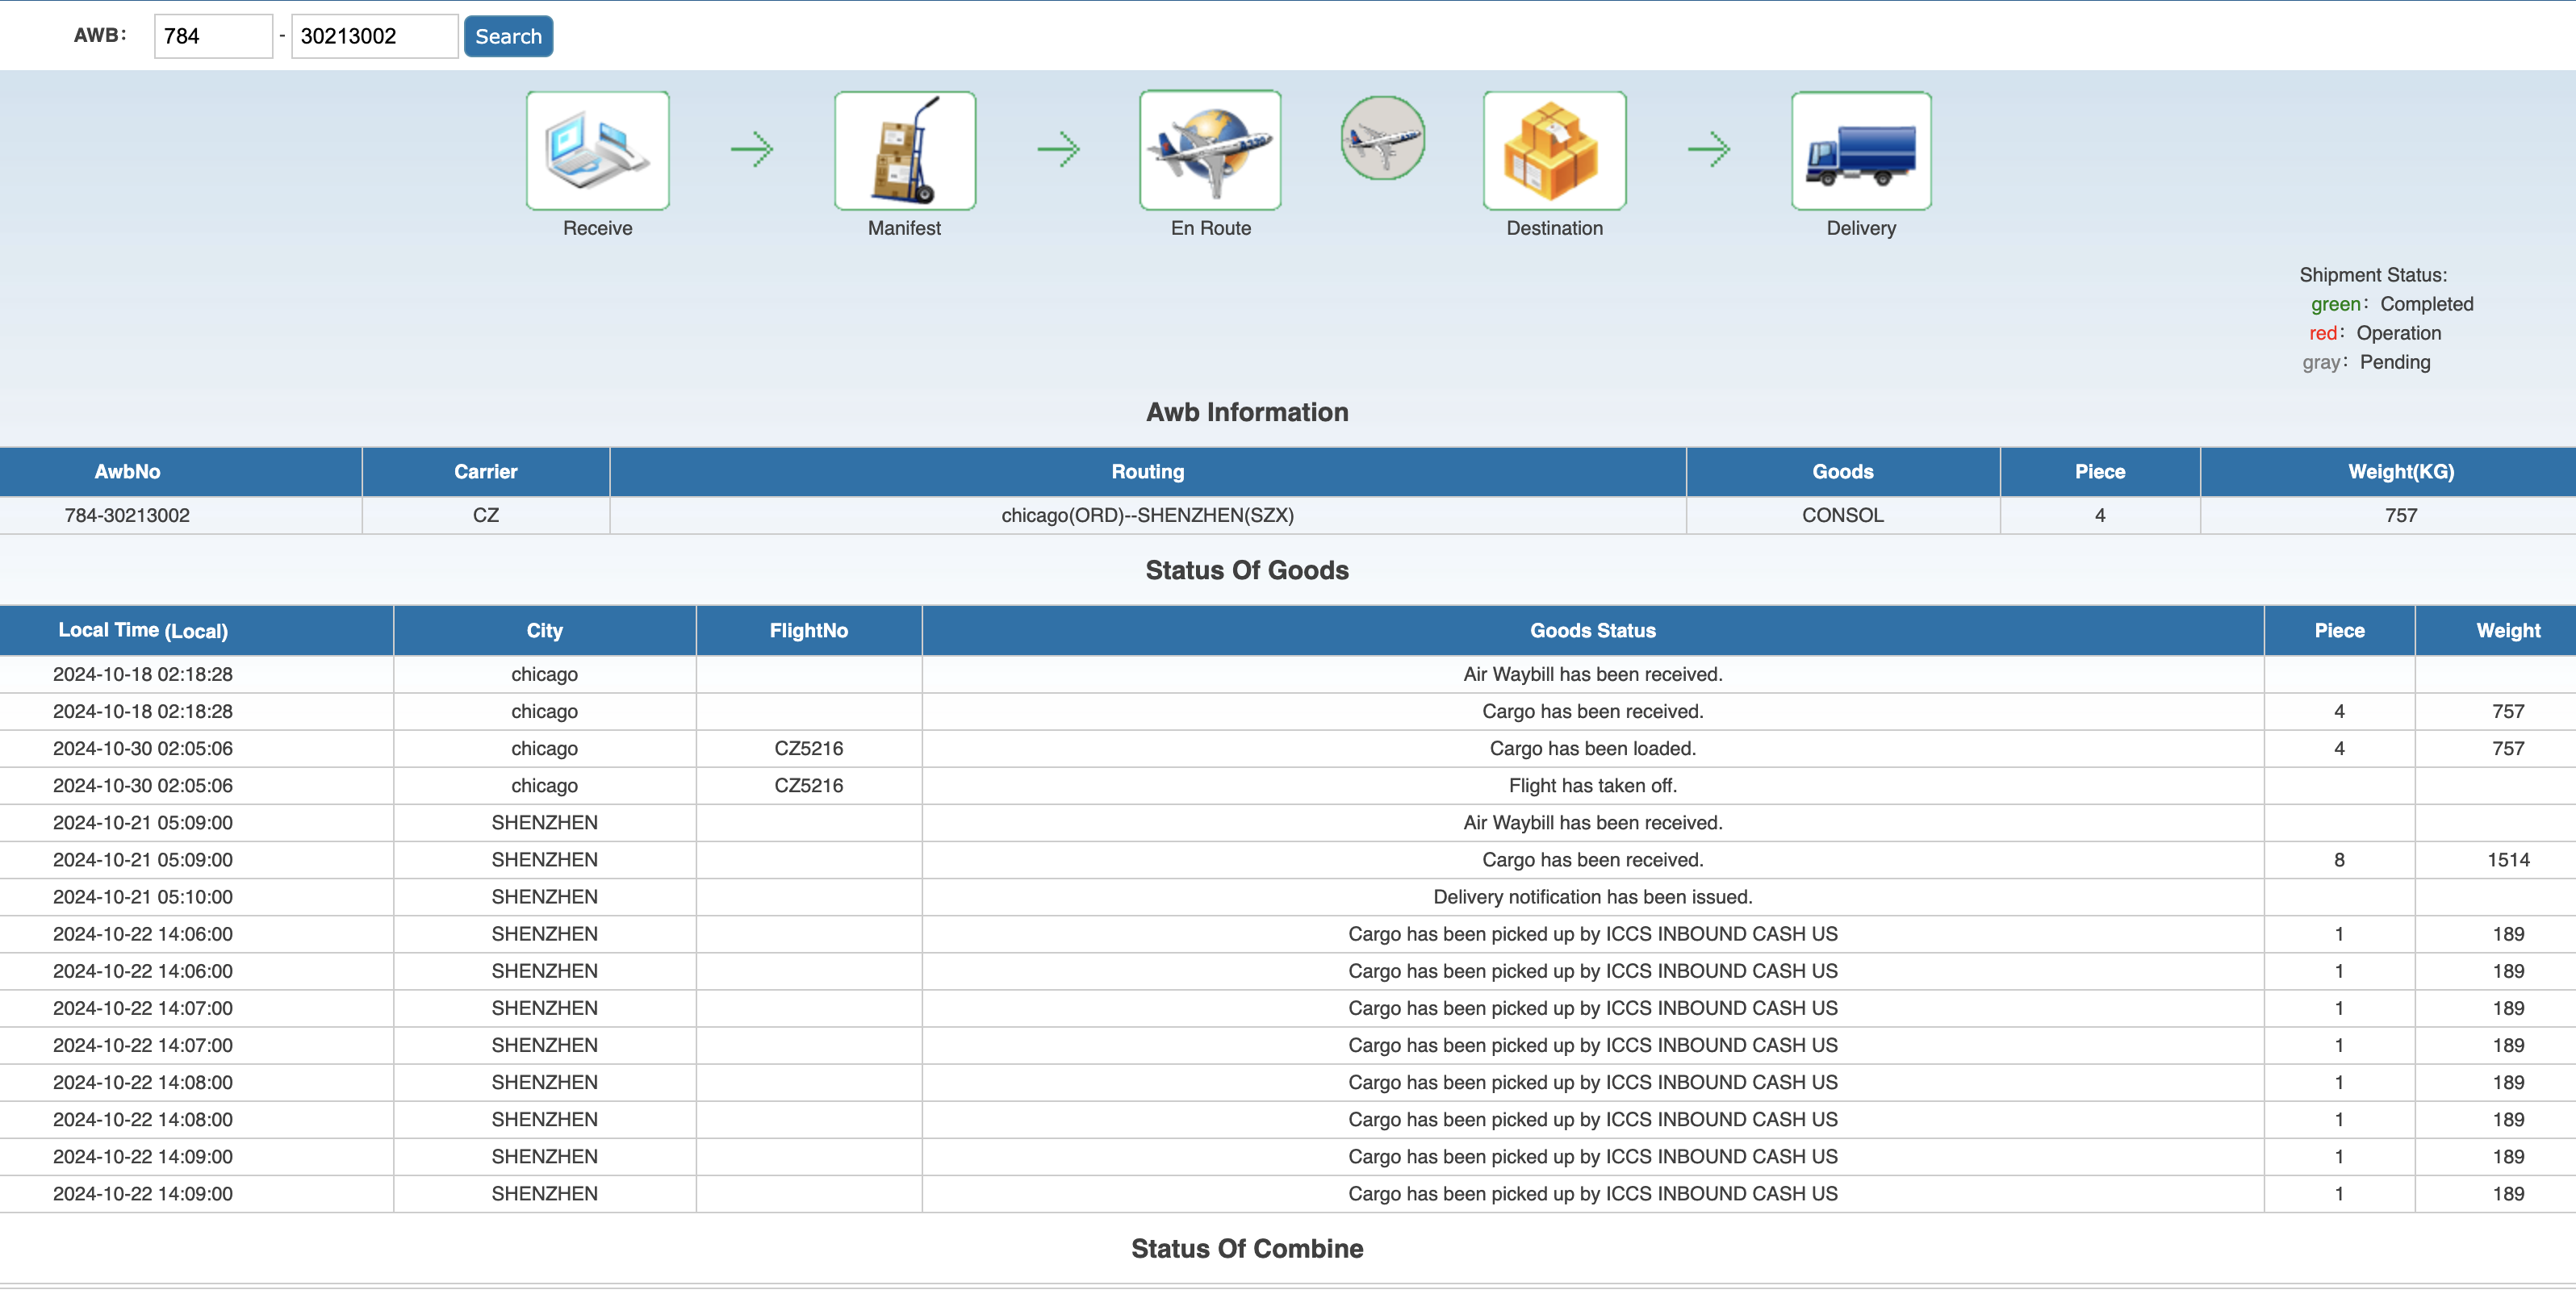 AWB： 784 - 30213002 Search
Receive Manifest En Route Destination Delivery
Shipment Status:
green： Completed
red： Operation
gray： Pending
Awb Information
AwbNo Carrier Routing Goods Piece Weight(KG)
784-30213002 CZ chicago(ORD)--SHENZHEN(SZX) CONSOL 4 757
Status Of Goods
Local Time (Local) City FlightNo Goods Status Piece Weight
2024-10-18 02:18:28 chicago Air Waybill has been received.
2024-10-18 02:18:28 chicago Cargo has been received. 4 757
2024-10-30 02:05:06 chicago CZ5216 Cargo has been loaded. 4 757
2024-10-30 02:05:06 chicago CZ5216 Flight has taken off.
2024-10-21 05:09:00 SHENZHEN Air Waybill has been received.
2024-10-21 05:09:00 SHENZHEN Cargo has been received. 8 1514
2024-10-21 05:10:00 SHENZHEN Delivery notification has been issued.
2024-10-22 14:06:00 SHENZHEN Cargo has been picked up by ICCS INBOUND CASH US 1 189
2024-10-22 14:06:00 SHENZHEN Cargo has been picked up by ICCS INBOUND CASH US 1 189
2024-10-22 14:07:00 SHENZHEN Cargo has been picked up by ICCS INBOUND CASH US 1 189
2024-10-22 14:07:00 SHENZHEN Cargo has been picked up by ICCS INBOUND CASH US 1 189
2024-10-22 14:08:00 SHENZHEN Cargo has been picked up by ICCS INBOUND CASH US 1 189
2024-10-22 14:08:00 SHENZHEN Cargo has been picked up by ICCS INBOUND CASH US 1 189
2024-10-22 14:09:00 SHENZHEN Cargo has been picked up by ICCS INBOUND CASH US 1 189
2024-10-22 14:09:00 SHENZHEN Cargo has been picked up by ICCS INBOUND CASH US 1 189
Status Of Combine